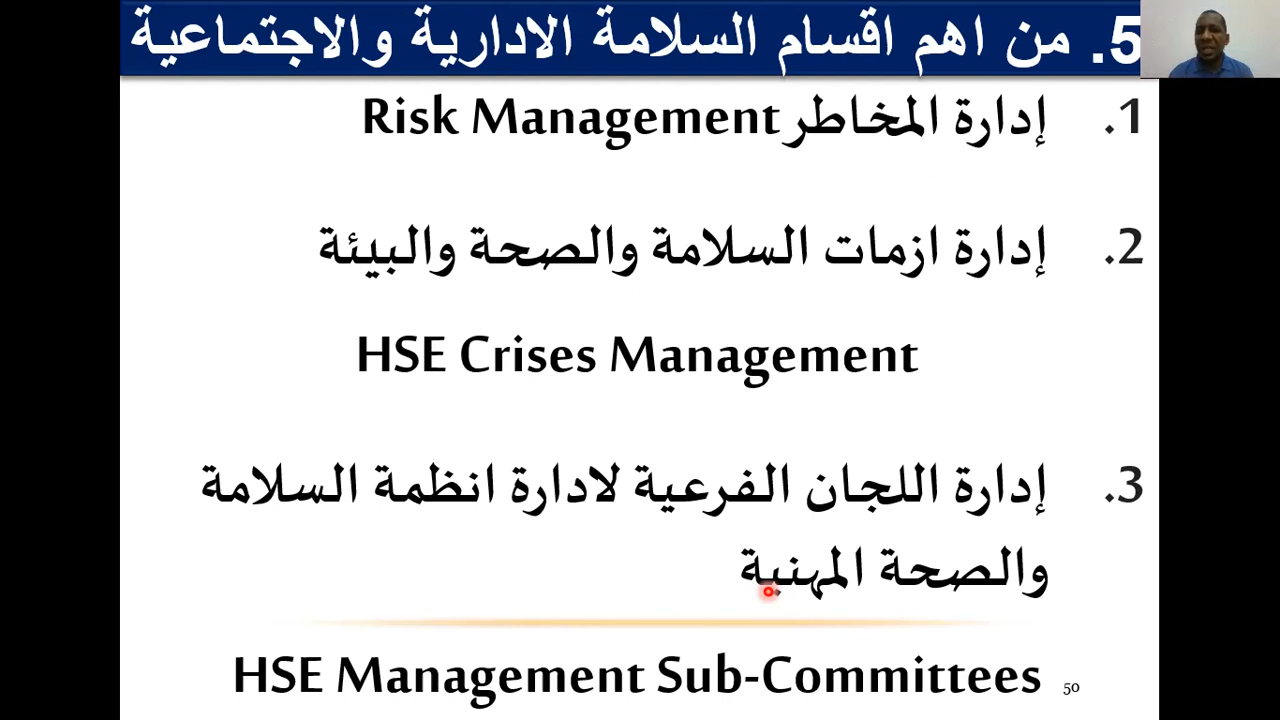 5. من اهم اقسام السلامة الادارية والاجتماعية
1. إدارة المخاطر Risk Management
2. إدارة ازمات السلامة والصحة والبيئة
HSE Crises Management
3. إدارة اللجان الفرعية لادارة انظمة السلامة
والصحة المهنية
HSE Management Sub-Committees
50